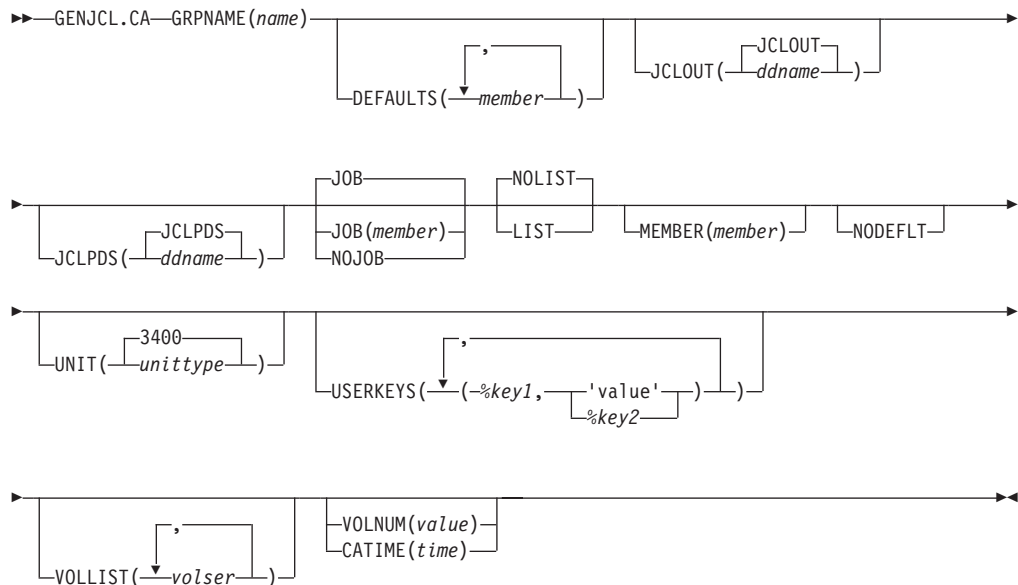 GENJCL.CA GRPNAME(name)
,
DEFAULTS( member )
JCLOUT
JCLOUT( ddname )
JCLPDS
JCLPDS( ddname )
JOB
JOB(member)
NOJOB
NOLIST
LIST
MEMBER(member)
NODEFLT
3400
UNIT( unittype )
,
USERKEYS( (%key1, 'value' ) )
%key2
,
VOLLIST( volser )
VOLNUM(value)
CATIME(time)